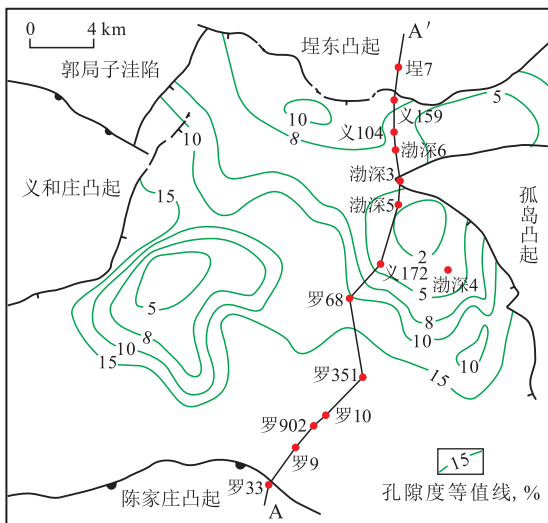 0 4 km
A′
埕东凸起
郭局子洼陷
埕7
5
10
义159
10
8
义104
渤深6
义和庄凸起
15
渤深3
渤深5
孤岛凸起
2
义172
渤深4
5
5
罗68
8
8
10
10
10
15
罗351
15
罗10
罗902
罗9
15
罗33
陈家庄凸起
A
孔隙度等值线, %